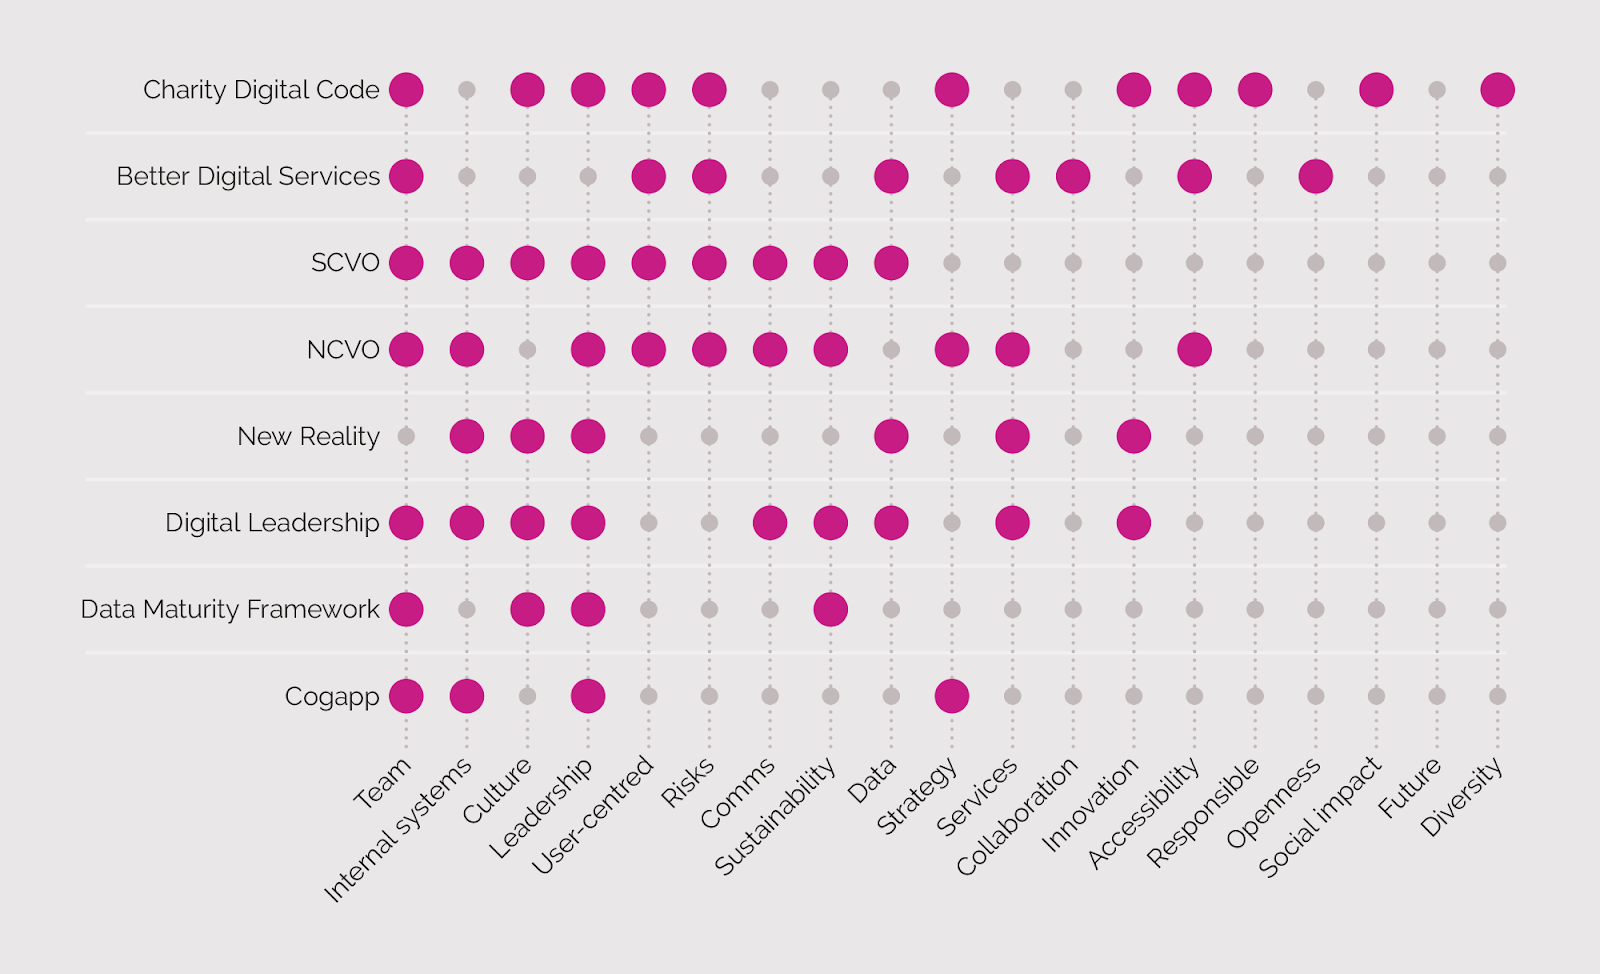 Charity Digital Code
Better Digital Services
SCVO
NCVO
New Reality
Digital Leadership
Data Maturity Framework
Cogapp
Team
Internal systems
Culture
Leadership
User-centred
Risks
Comms
Sustainability
Data
Strategy
Services
Collaboration
Innovation
Accessibility
Responsible
Openness
Social impact
Future
Diversity